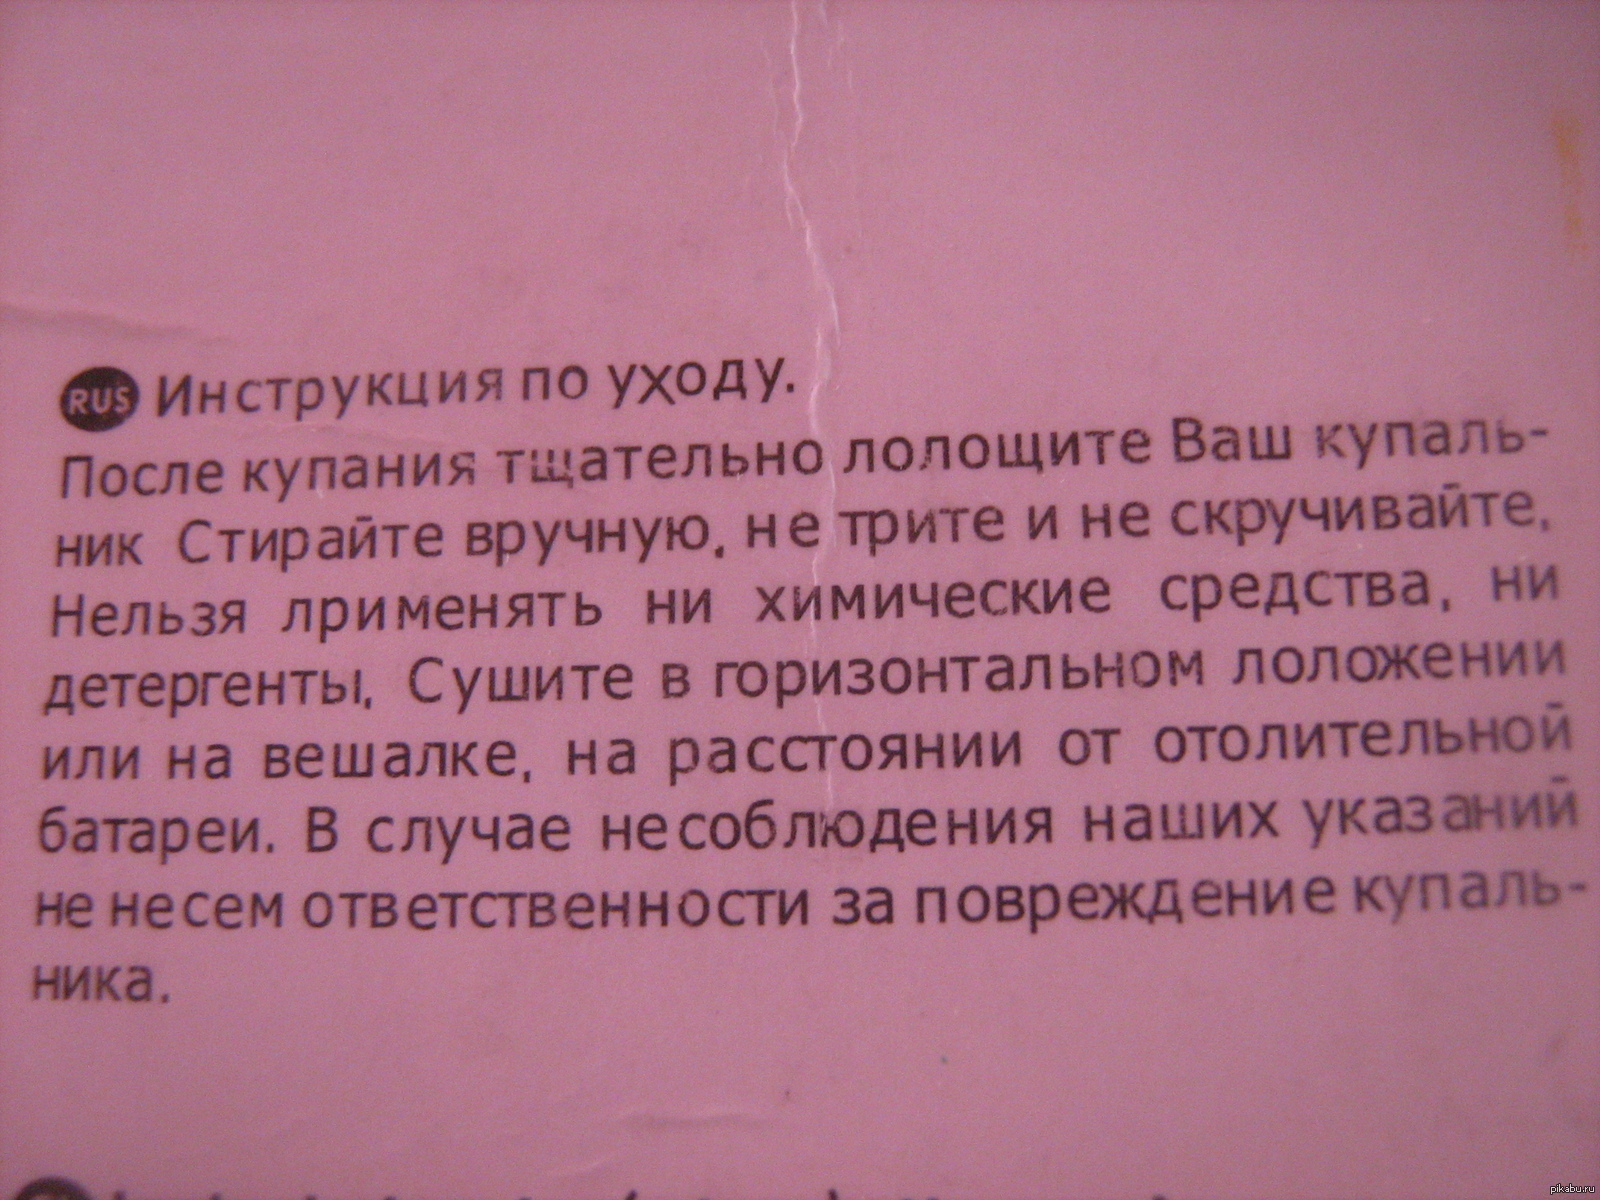 RUS Инструкция по уходу.
После купания тщательно лолощите Ваш купаль-
ник Стирайте вручную, не трите и не скручивайте,
Нельзя лрименять ни химические средства, ни
детергенты, Сушите в горизонтальном лоложении
или на вешалке, на расстоянии от отолительной
батареи. В случае несоблюдения наших указаний
не несем ответственности за повреждение купаль-
ника.
pikabu.ru